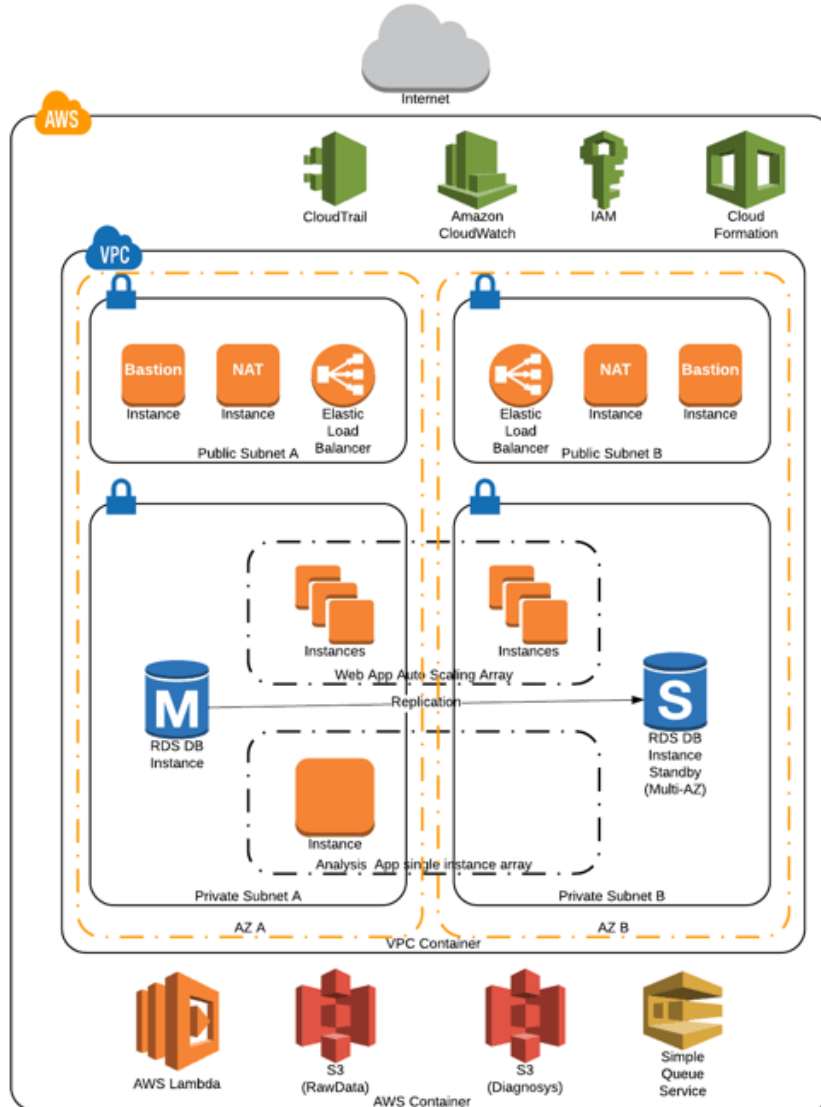 Internet
AWS
CloudTrail
Amazon
CloudWatch
IAM
Cloud
Formation
VPC
Bastion
Instance
NAT
Instance
Elastic
Load
Balancer
Public Subnet A
Elastic
Load
Balancer
NAT
Instance
Bastion
Instance
Public Subnet B
Instances
Instances
Web App Auto Scaling Array
Replication
M
RDS DB
Instance
S
RDS DB
Instance
Standby
(Multi-AZ)
Instance
Analysis App single instance array
Private Subnet A
Private Subnet B
AZ A
AZ B
VPC Container
AWS Lambda
S3
(RawData)
S3
(Diagnosys)
Simple
Queue
Service
AWS Container